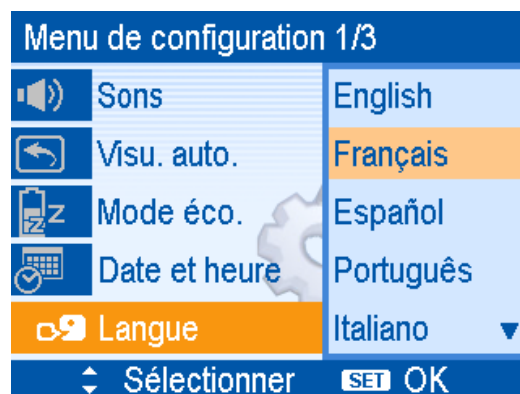 Menu de configuration 1/3
Sons
Visu. auto.
Mode éco.
Date et heure
Langue
English
Français
Español
Português
Italiano
Sélectionner SET OK